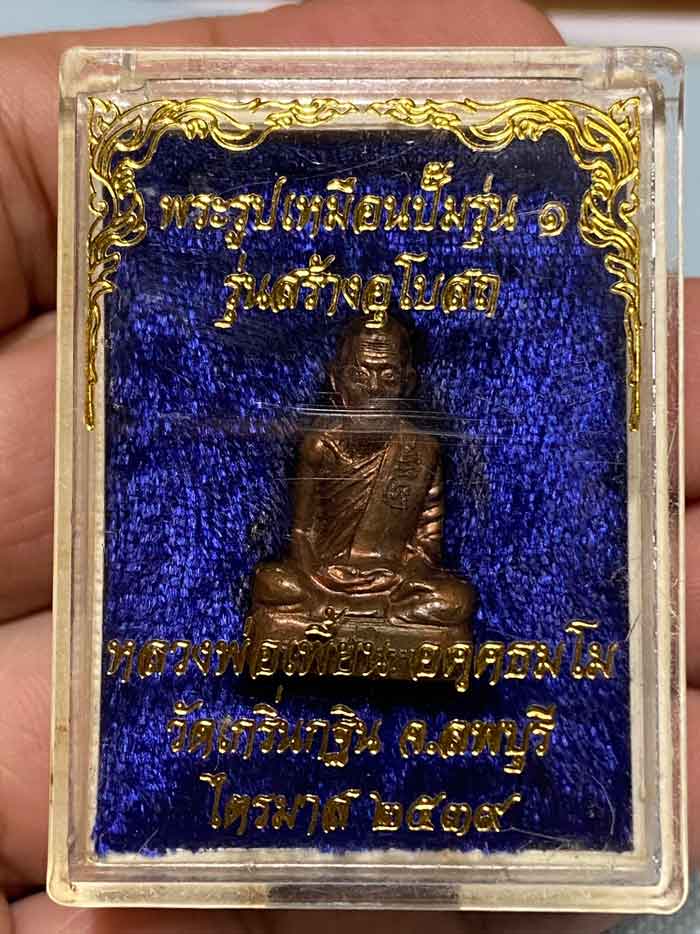 พระรูปเหมือนปั๊มรุ่น ๑
รุ่นสร้างอุโบสถ
หลวงพ่อเพี้ยน อคฺคธมฺโม
วัดเกริ่นกฐิน จ.ลพบุรี
ไตรมาส ๒๕๓๙